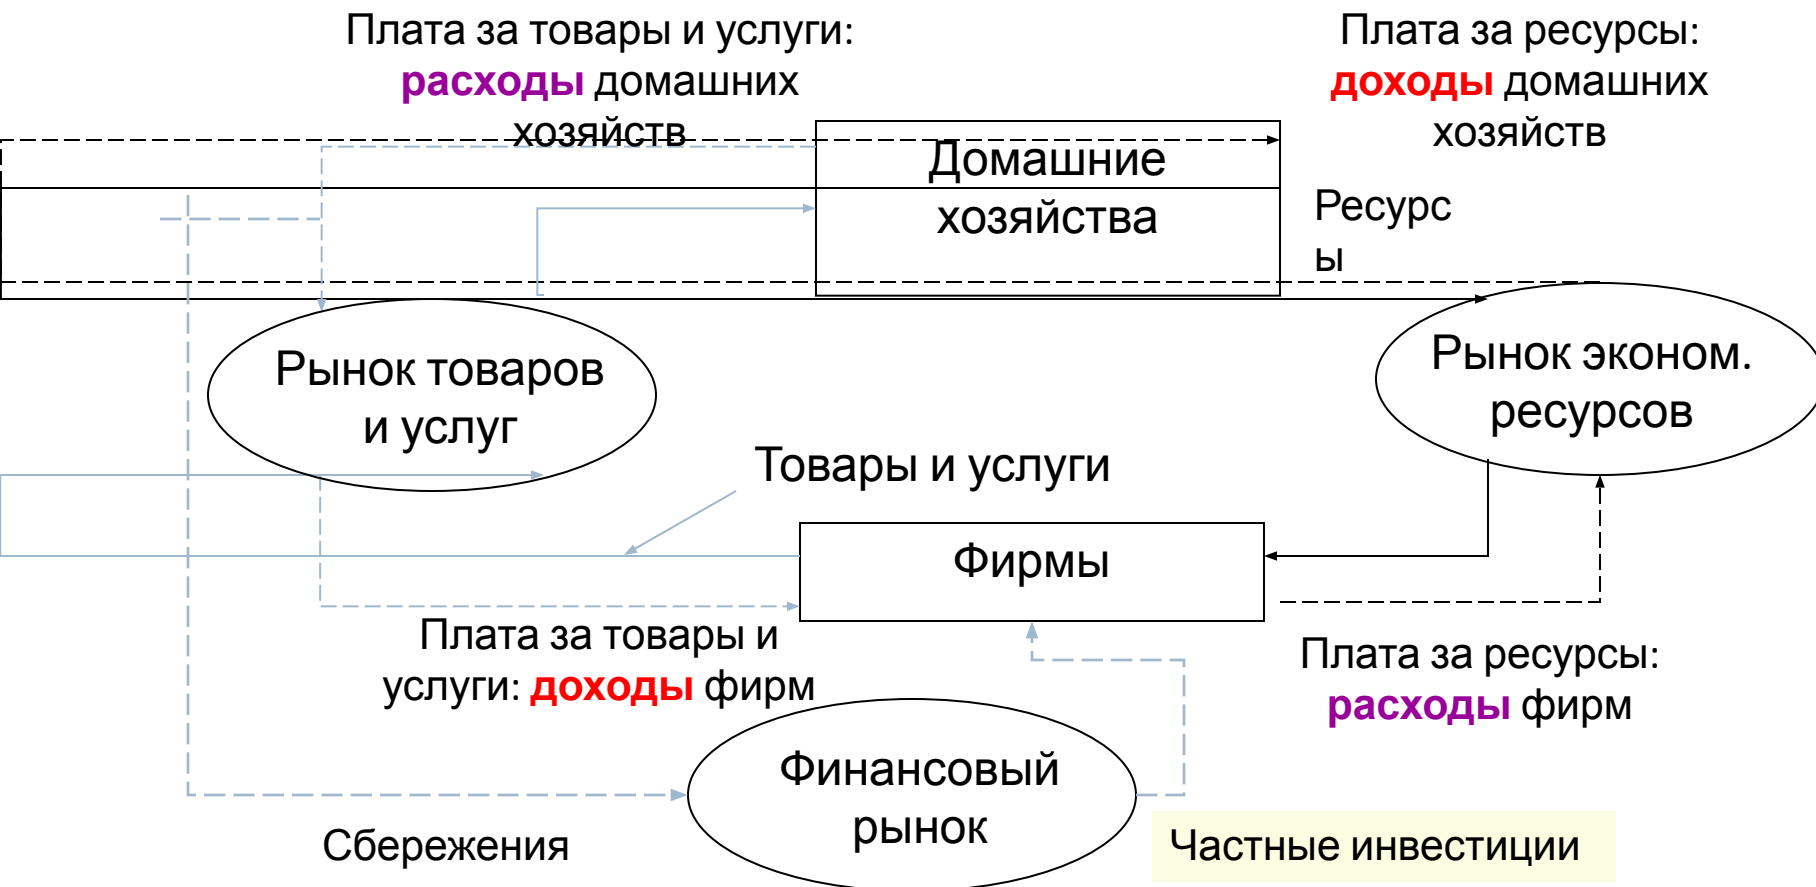 Плата за товары и услуги:
расходы домашних
хозяйств
Плата за ресурсы:
доходы домашних
хозяйств
Домашние
хозяйства
Ресурс
ы
Рынок товаров
и услуг
Рынок эконом.
ресурсов
Товары и услуги
Фирмы
Плата за товары и
услуги: доходы фирм
Плата за ресурсы:
расходы фирм
Финансовый
рынок
Сбережения
Частные инвестиции